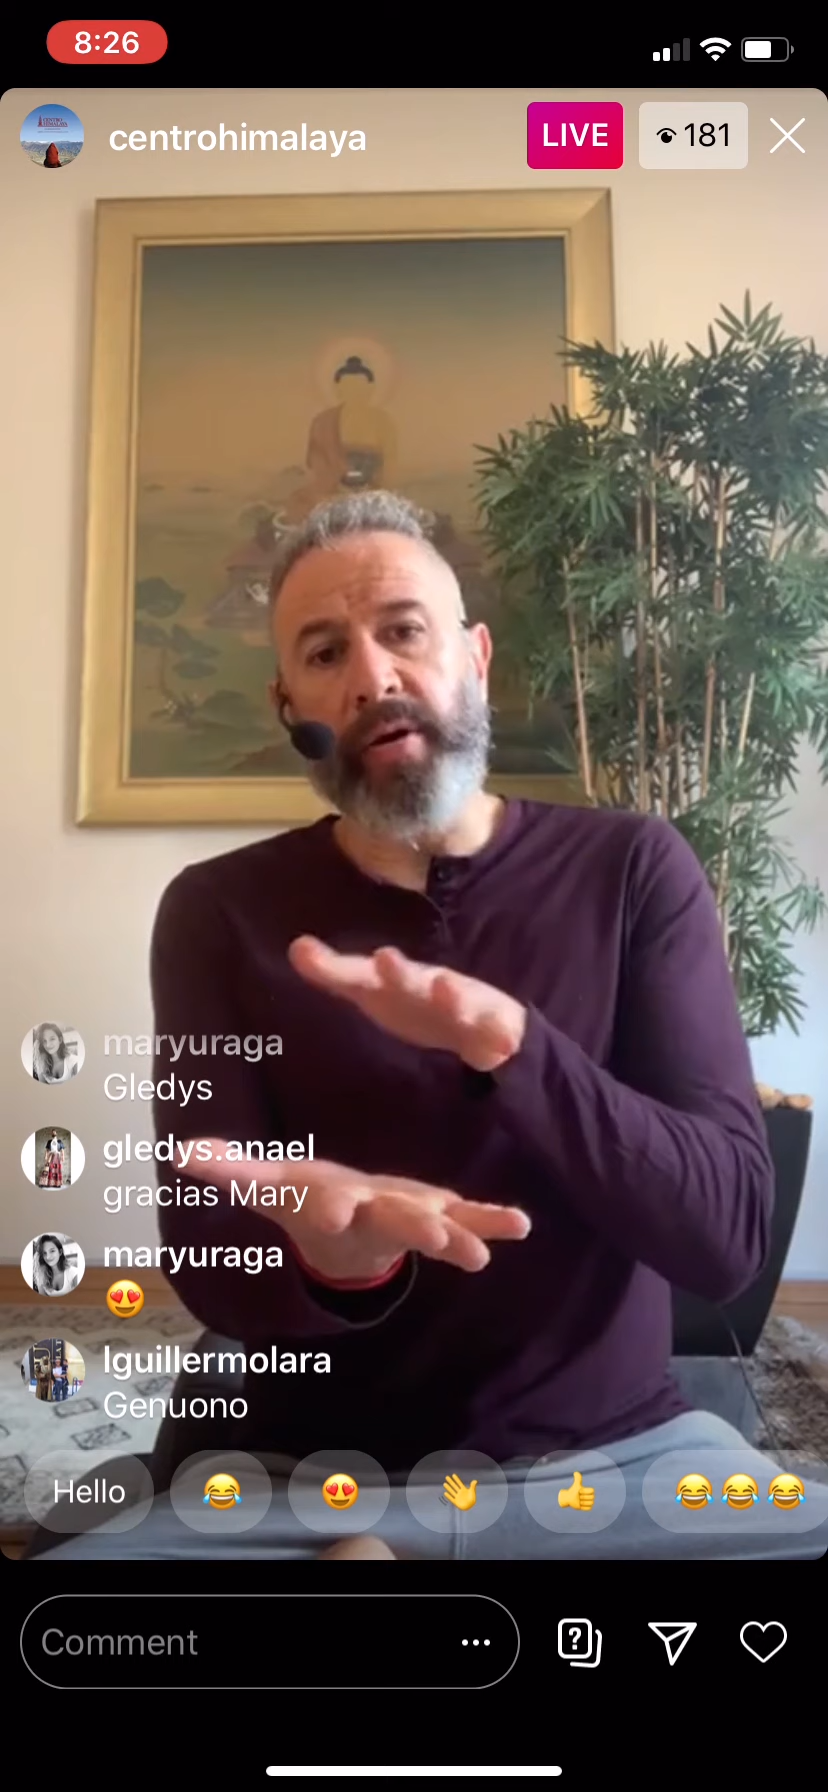 8:26
centrohimalaya
LIVE
181
maryuraga
Gledys
gledys.anael
gracias Mary
maryuraga
😍
lguillermolara
Genuono
Hello 😂 😍 👋 👍 😂😂😂
Comment